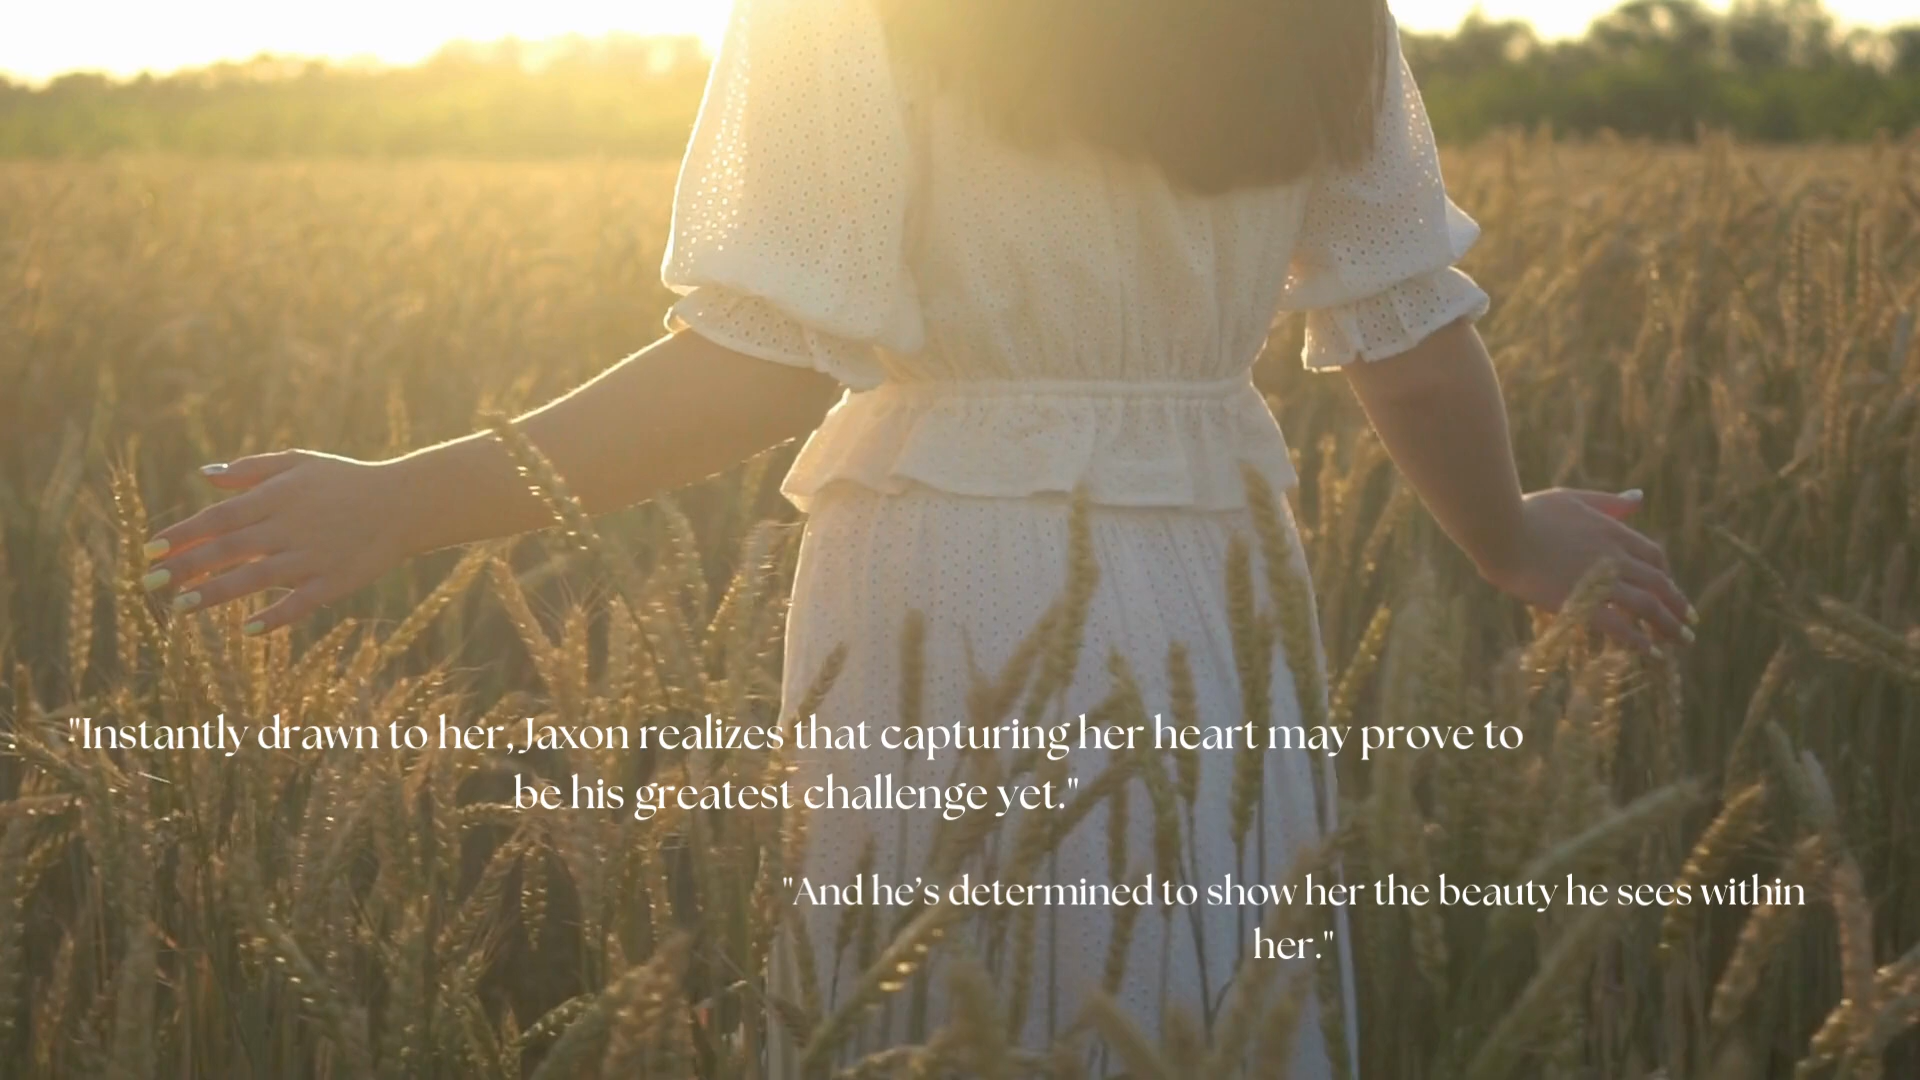 "Instantly drawn to her, Jaxon realizes that capturing her heart may prove to
be his greatest challenge yet."
"And he’s determined to show her the beauty he sees within
her."